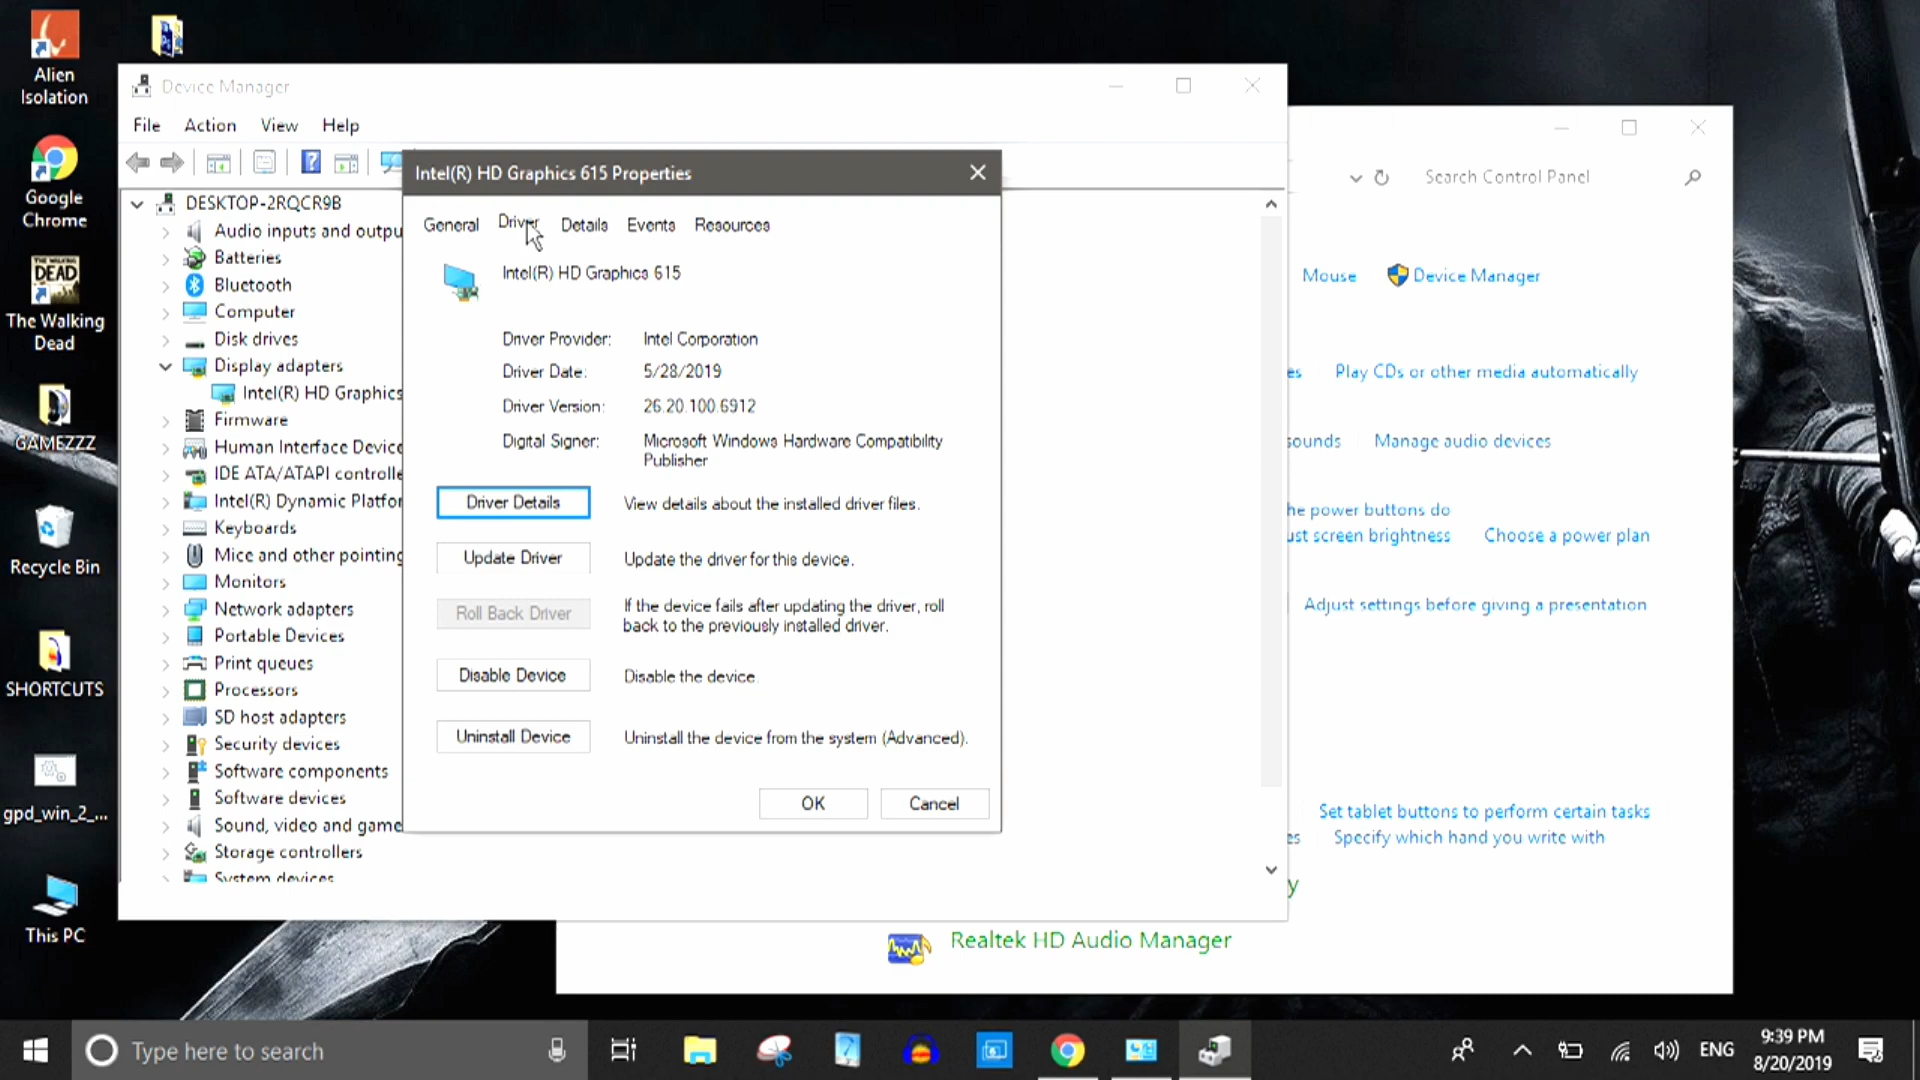 Alien
Isolation
Google
Chrome
The Walking
Dead
GAMEZZZ
Recycle Bin
SHORTCUTS
gpd_win_2_...
This PC
Device Manager
File Action View Help
DESKTOP-2RQCR9B
Audio inputs and outpu
Batteries
Bluetooth
Computer
Disk drives
Display adapters
Intel(R) HD Graphics
Firmware
Human Interface Device
IDE ATA/ATAPI controlle
Intel(R) Dynamic Platfor
Keyboards
Mice and other pointing
Monitors
Network adapters
Portable Devices
Print queues
Processors
SD host adapters
Security devices
Software components
Software devices
Sound, video and game
Storage controllers
System devices
Intel(R) HD Graphics 615 Properties
General Driver Details Events Resources
Intel(R) HD Graphics 615
Driver Provider: Intel Corporation
Driver Date: 5/28/2019
Driver Version: 26.20.100.6912
Digital Signer: Microsoft Windows Hardware Compatibility
Publisher
Driver Details View details about the installed driver files.
Update Driver Update the driver for this device.
Roll Back Driver If the device fails after updating the driver, roll
back to the previously installed driver.
Disable Device Disable the device.
Uninstall Device Uninstall the device from the system (Advanced).
OK Cancel
Search Control Panel
Mouse Device Manager
es Play CDs or other media automatically
sounds Manage audio devices
he power buttons do
ust screen brightness Choose a power plan
Adjust settings before giving a presentation
Set tablet buttons to perform certain tasks
es Specify which hand you write with
y
Realtek HD Audio Manager
Type here to search
ENG
9:39 PM
8/20/2019
THE WALKING
DEAD